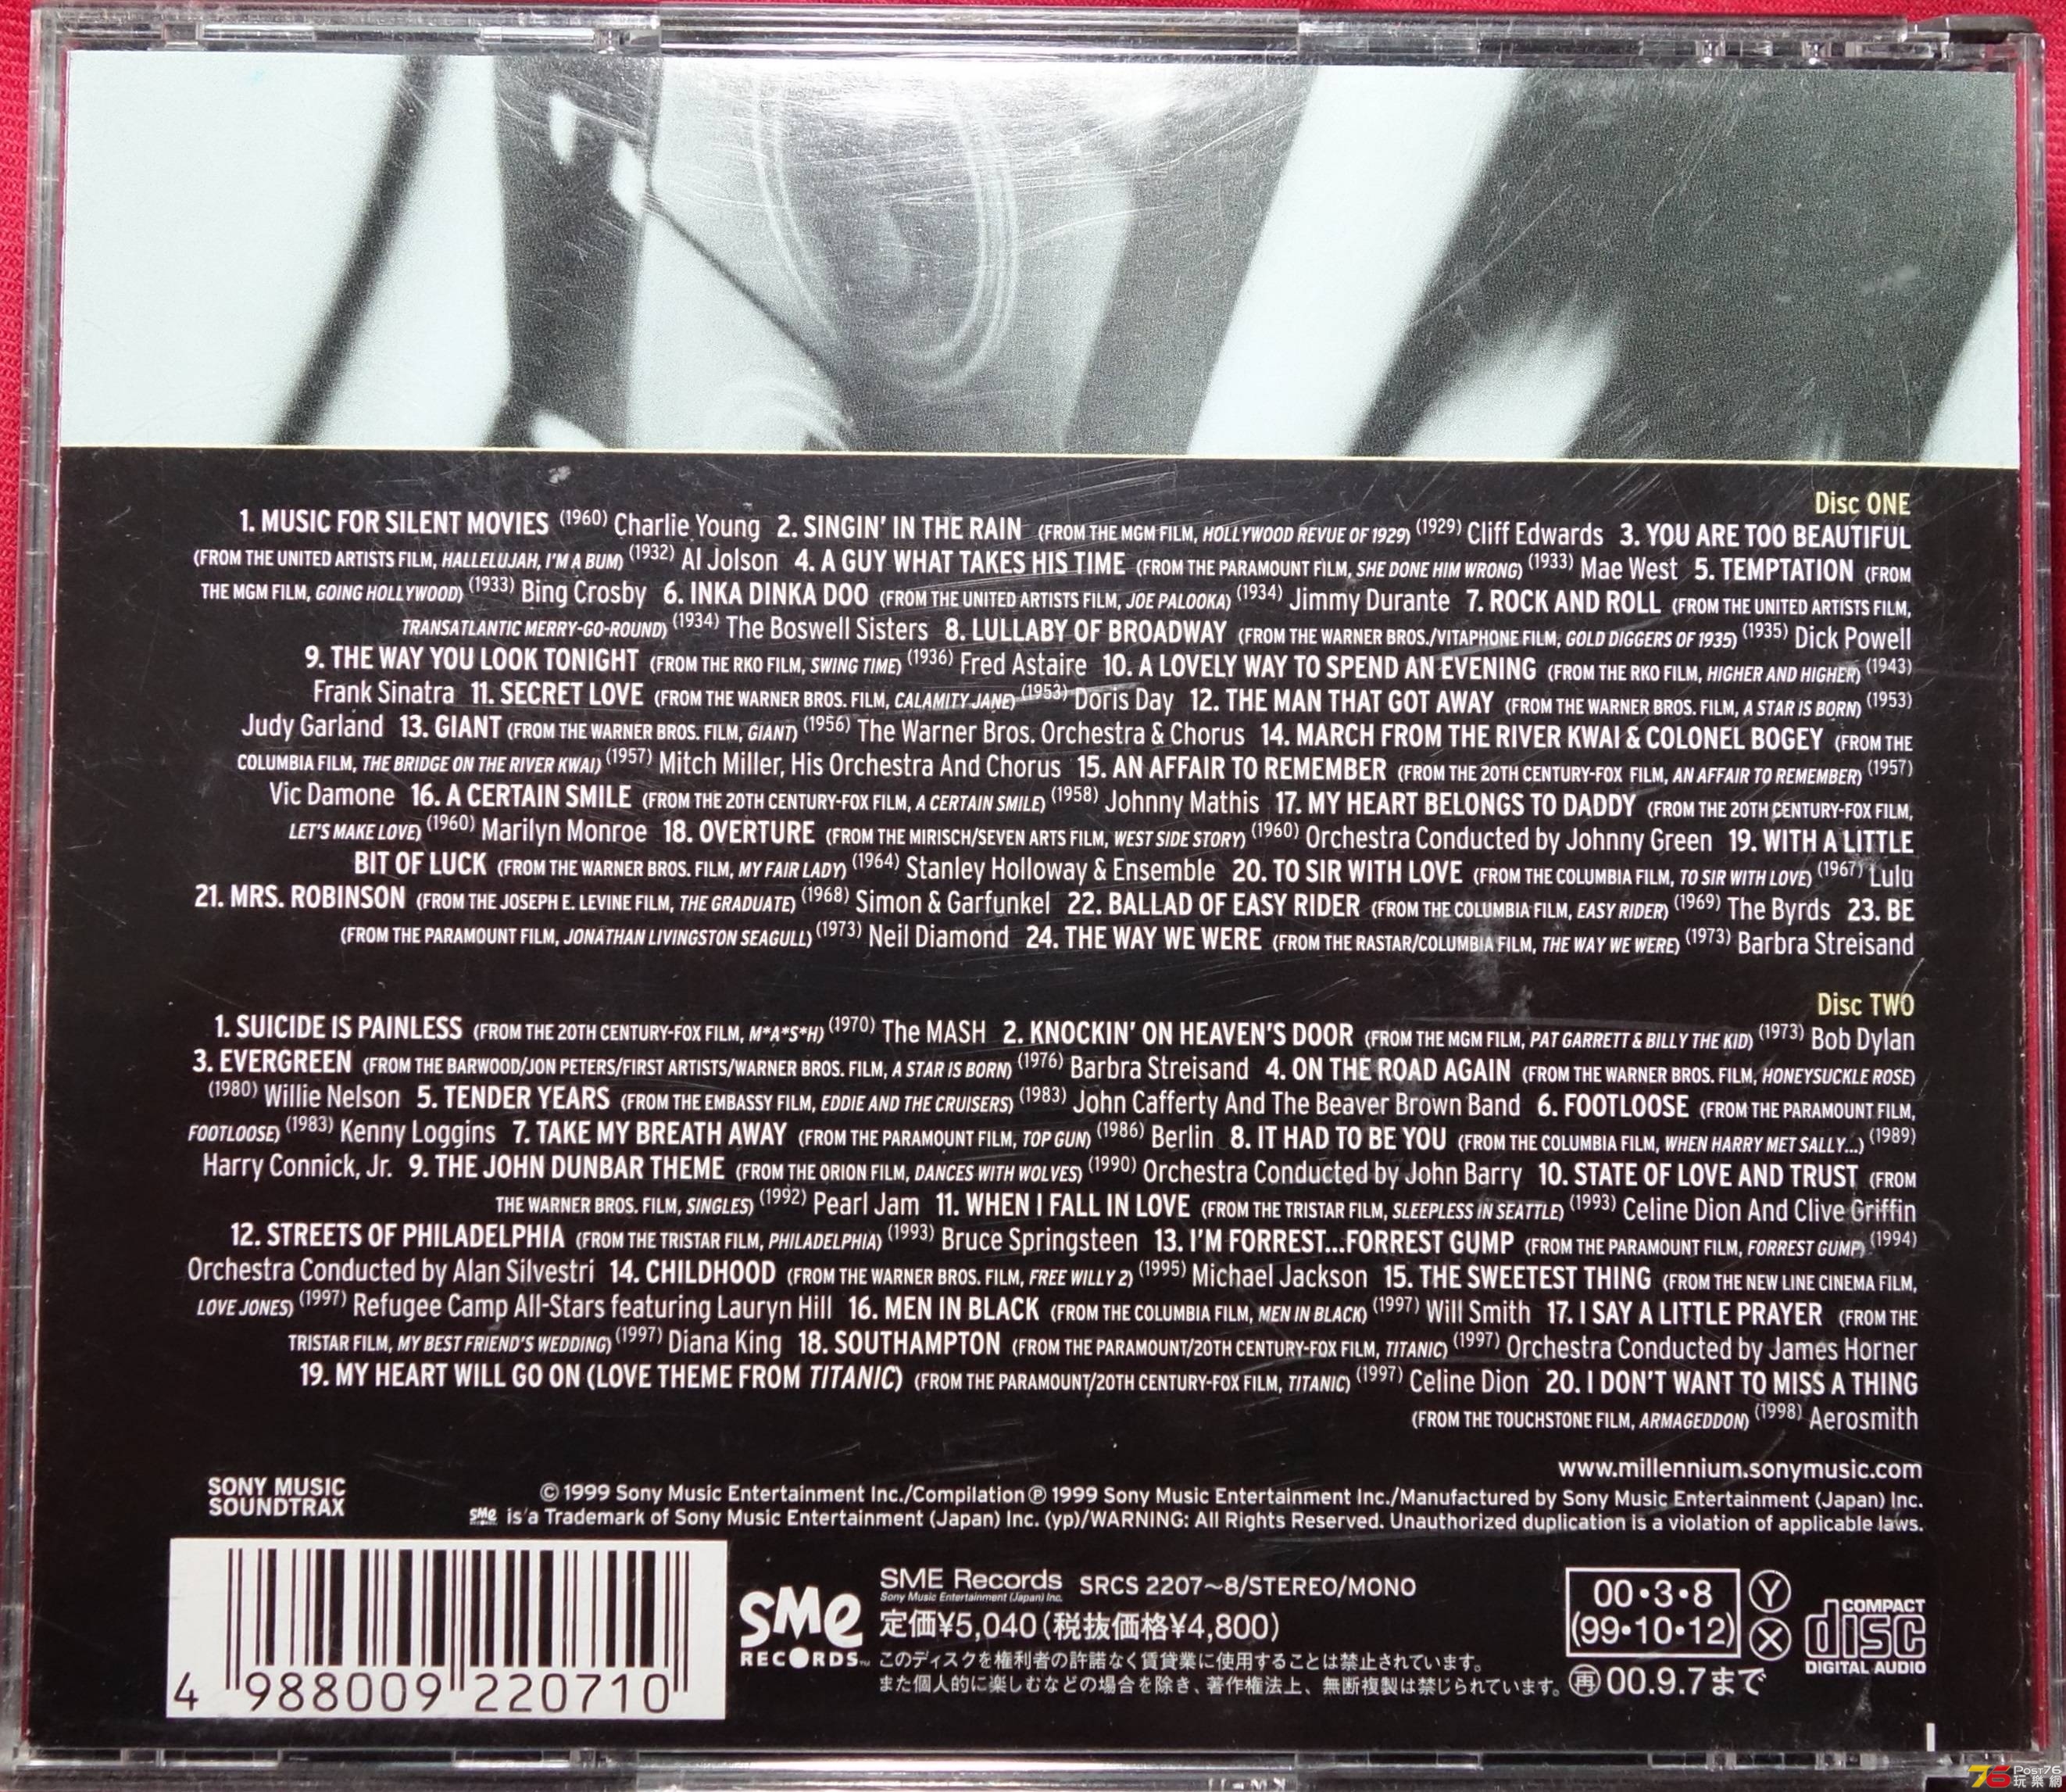 Disc ONE
1. MUSIC FOR SILENT MOVIES (1960) Charlie Young 2. SINGIN' IN THE RAIN (FROM THE MGM FILM, HOLLYWOOD REVUE OF 1929) (1929) Cliff Edwards 3. YOU ARE TOO BEAUTIFUL
(FROM THE UNITED ARTISTS FILM, HALLELUJAH, I'M A BUM) (1932) Al Jolson 4. A GUY WHAT TAKES HIS TIME (FROM THE PARAMOUNT FILM, SHE DONE HIM WRONG) (1933) Mae West 5. TEMPTATION (FROM
THE MGM FILM, GOING HOLLYWOOD) (1933) Bing Crosby 6. INKA DINKA DOO (FROM THE UNITED ARTISTS FILM, JOE PALOOKA) (1934) Jimmy Durante 7. ROCK AND ROLL (FROM THE UNITED ARTISTS FILM,
TRANSATLANTIC MERRY-GO-ROUND) (1934) The Boswell Sisters 8. LULLABY OF BROADWAY (FROM THE WARNER BROS./VITAPHONE FILM, GOLD DIGGERS OF 1935) (1935) Dick Powell
9. THE WAY YOU LOOK TONIGHT (FROM THE RKO FILM, SWING TIME) (1936) Fred Astaire 10. A LOVELY WAY TO SPEND AN EVENING (FROM THE RKO FILM, HIGHER AND HIGHER) (1943)
Frank Sinatra 11. SECRET LOVE (FROM THE WARNER BROS. FILM, CALAMITY JANE) (1953) Doris Day 12. THE MAN THAT GOT AWAY (FROM THE WARNER BROS. FILM, A STAR IS BORN) (1953)
Judy Garland 13. GIANT (FROM THE WARNER BROS. FILM, GIANT) (1956) The Warner Bros. Orchestra & Chorus 14. MARCH FROM THE RIVER KWAI & COLONEL BOGEY (FROM THE
COLUMBIA FILM, THE BRIDGE ON THE RIVER KWAI) (1957) Mitch Miller, His Orchestra And Chorus 15. AN AFFAIR TO REMEMBER (FROM THE 20TH CENTURY-FOX FILM, AN AFFAIR TO REMEMBER) (1957)
Vic Damone 16. A CERTAIN SMILE (FROM THE 20TH CENTURY-FOX FILM, A CERTAIN SMILE) (1958) Johnny Mathis 17. MY HEART BELONGS TO DADDY (FROM THE 20TH CENTURY-FOX FILM,
LET'S MAKE LOVE) (1960) Marilyn Monroe 18. OVERTURE (FROM THE MIRISCH/SEVEN ARTS FILM, WEST SIDE STORY) (1960) Orchestra Conducted by Johnny Green 19. WITH A LITTLE
BIT OF LUCK (FROM THE WARNER BROS. FILM, MY FAIR LADY) (1964) Stanley Holloway & Ensemble 20. TO SIR WITH LOVE (FROM THE COLUMBIA FILM, TO SIR WITH LOVE) (1967) Lulu
21. MRS. ROBINSON (FROM THE JOSEPH E. LEVINE FILM, THE GRADUATE) (1968) Simon & Garfunkel 22. BALLAD OF EASY RIDER (FROM THE COLUMBIA FILM, EASY RIDER) (1969) The Byrds 23. BE
(FROM THE PARAMOUNT FILM, JONATHAN LIVINGSTON SEAGULL) (1973) Neil Diamond 24. THE WAY WE WERE (FROM THE RASTAR/COLUMBIA FILM, THE WAY WE WERE) (1973) Barbra Streisand
Disc TWO
1. SUICIDE IS PAINLESS (FROM THE 20TH CENTURY-FOX FILM, M*A*S*H) (1970) The MASH 2. KNOCKIN' ON HEAVEN'S DOOR (FROM THE MGM FILM, PAT GARRETT & BILLY THE KID) (1973) Bob Dylan
3. EVERGREEN (FROM THE BARWOOD/JON PETERS/FIRST ARTISTS/WARNER BROS. FILM, A STAR IS BORN) (1976) Barbra Streisand 4. ON THE ROAD AGAIN (FROM THE WARNER BROS. FILM, HONEYSUCKLE ROSE)
(1980) Willie Nelson 5. TENDER YEARS (FROM THE EMBASSY FILM, EDDIE AND THE CRUISERS) (1983) John Cafferty And The Beaver Brown Band 6. FOOTLOOSE (FROM THE PARAMOUNT FILM,
FOOTLOOSE) (1983) Kenny Loggins 7. TAKE MY BREATH AWAY (FROM THE PARAMOUNT FILM, TOP GUN) (1986) Berlin 8. IT HAD TO BE YOU (FROM THE COLUMBIA FILM, WHEN HARRY MET SALLY...) (1989)
Harry Connick, Jr. 9. THE JOHN DUNBAR THEME (FROM THE ORION FILM, DANCES WITH WOLVES) (1990) Orchestra Conducted by John Barry 10. STATE OF LOVE AND TRUST (FROM
THE WARNER BROS. FILM, SINGLES) (1992) Pearl Jam 11. WHEN I FALL IN LOVE (FROM THE TRISTAR FILM, SLEEPLESS IN SEATTLE) (1993) Celine Dion And Clive Griffin
12. STREETS OF PHILADELPHIA (FROM THE TRISTAR FILM, PHILADELPHIA) (1993) Bruce Springsteen 13. I'M FORREST...FORREST GUMP (FROM THE PARAMOUNT FILM, FORREST GUMP) (1994)
Orchestra Conducted by Alan Silvestri 14. CHILDHOOD (FROM THE WARNER BROS. FILM, FREE WILLY 2) (1995) Michael Jackson 15. THE SWEETEST THING (FROM THE NEW LINE CINEMA FILM,
LOVE JONES) (1997) Refugee Camp All-Stars featuring Lauryn Hill 16. MEN IN BLACK (FROM THE COLUMBIA FILM, MEN IN BLACK) (1997) Will Smith 17. I SAY A LITTLE PRAYER (FROM THE
TRISTAR FILM, MY BEST FRIEND'S WEDDING) (1997) Diana King 18. SOUTHAMPTON (FROM THE PARAMOUNT/20TH CENTURY-FOX FILM, TITANIC) (1997) Orchestra Conducted by James Horner
19. MY HEART WILL GO ON (LOVE THEME FROM TITANIC) (FROM THE PARAMOUNT/20TH CENTURY-FOX FILM, TITANIC) (1997) Celine Dion 20. I DON'T WANT TO MISS A THING
(FROM THE TOUCHSTONE FILM, ARMAGEDDON) (1998) Aerosmith
www.millennium.sonymusic.com
SONY MUSIC
SOUNDTRAX
© 1999 Sony Music Entertainment Inc./Compilation ℗ 1999 Sony Music Entertainment Inc./Manufactured by Sony Music Entertainment (Japan) Inc.
SMe is a Trademark of Sony Music Entertainment (Japan) Inc. (yp)/WARNING: All Rights Reserved. Unauthorized duplication is a violation of applicable laws.
4 988009 220710
SMe
RECORDS
SME Records SRCS 2207~8/STEREO/MONO
Sony Music Entertainment (Japan) Inc.
定価¥5,040(税抜価格¥4,800)
このディスクを権利者の許諾なく賃貸業に使用することは禁止されています。
また個人的に楽しむなどの場合を除き、著作権法上、無断複製は禁じられています。
00・3・8
(99・10・12)
Y
X
再 00.9.7まで
COMPACT
disc
DIGITAL AUDIO
76 Post76
玩樂網